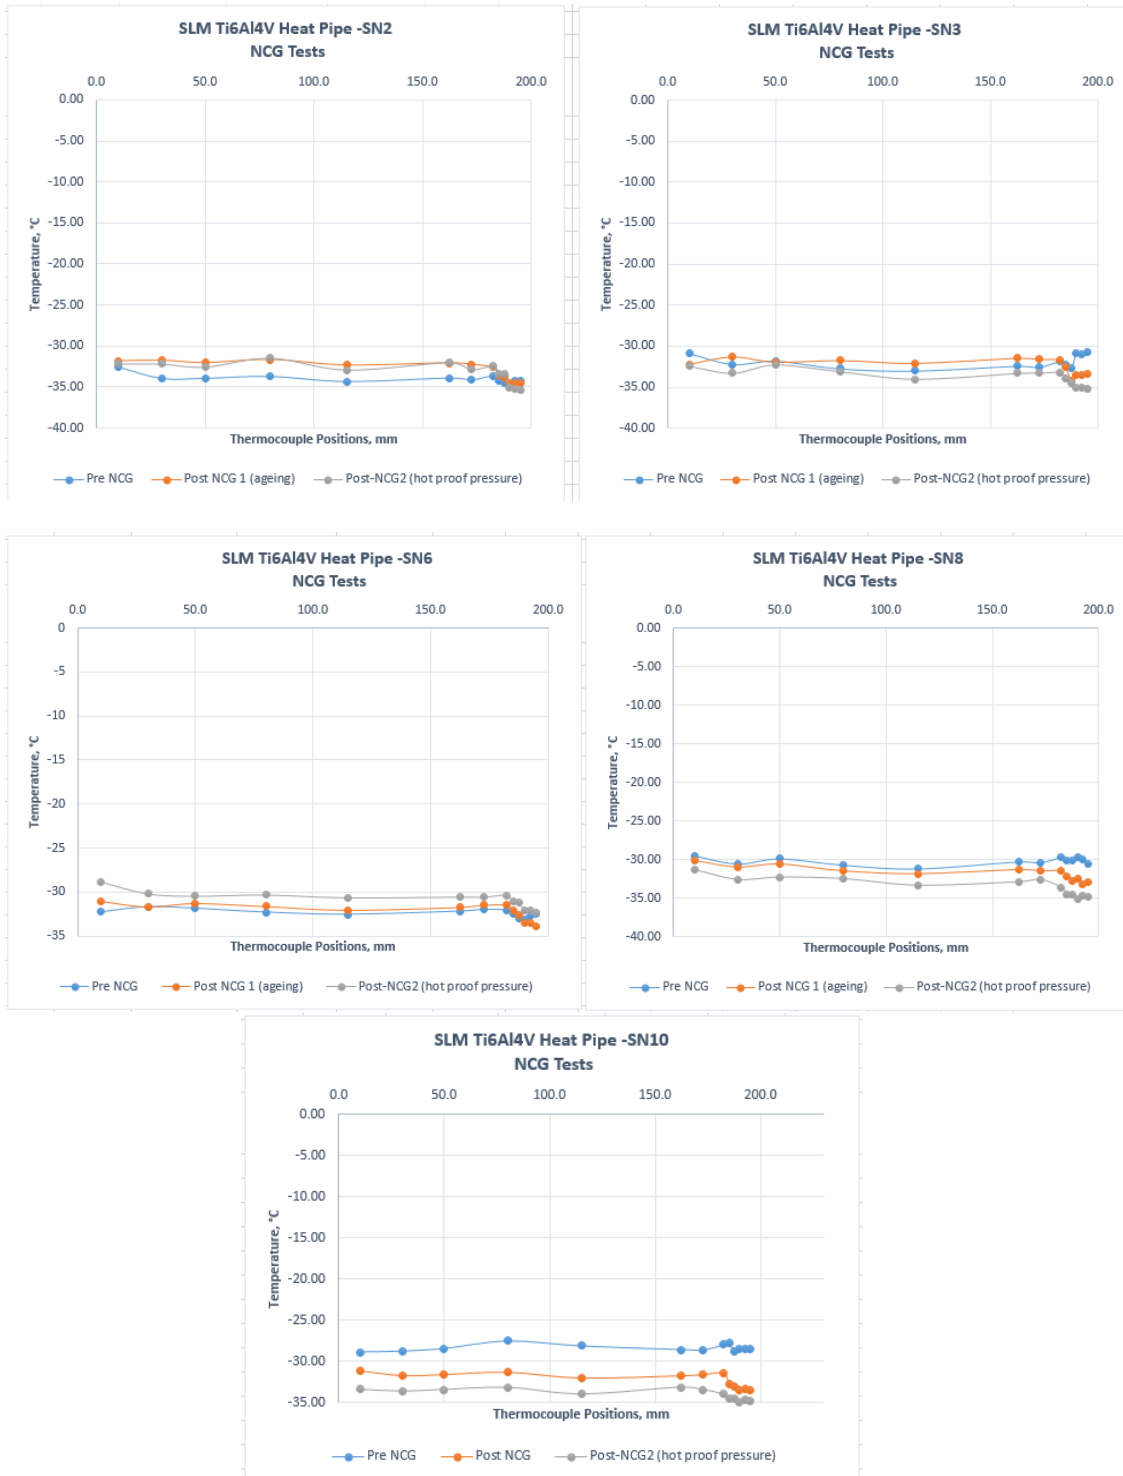 SLM Ti6Al4V Heat Pipe -SN2
NCG Tests
0.0 50.0 100.0 150.0 200.0
0.00
-5.00
-10.00
-15.00
-20.00
-25.00
-30.00
-35.00
-40.00
Temperature, °C
Thermocouple Positions, mm
Pre NCG Post NCG 1 (ageing) Post-NCG2 (hot proof pressure)
SLM Ti6Al4V Heat Pipe -SN3
NCG Tests
0.0 50.0 100.0 150.0 200.0
0.00
-5.00
-10.00
-15.00
-20.00
-25.00
-30.00
-35.00
-40.00
Temperature, °C
Thermocouple Positions, mm
Pre NCG Post NCG 1 (ageing) Post-NCG2 (hot proof pressure)
SLM Ti6Al4V Heat Pipe -SN6
NCG Tests
0.0 50.0 100.0 150.0 200.0
0
-5
-10
-15
-20
-25
-30
-35
Temperature, °C
Thermocouple Positions, mm
Pre NCG Post NCG 1 (ageing) Post-NCG2 (hot proof pressure)
SLM Ti6Al4V Heat Pipe -SN8
NCG Tests
0.0 50.0 100.0 150.0 200.0
0.00
-5.00
-10.00
-15.00
-20.00
-25.00
-30.00
-35.00
-40.00
Temperature, °C
Thermocouple Positions, mm
Pre NCG Post NCG 1 (ageing) Post-NCG2 (hot proof pressure)
SLM Ti6Al4V Heat Pipe -SN10
NCG Tests
0.0 50.0 100.0 150.0 200.0
0.00
-5.00
-10.00
-15.00
-20.00
-25.00
-30.00
-35.00
Temperature, °C
Thermocouple Positions, mm
Pre NCG Post NCG Post-NCG2 (hot proof pressure)